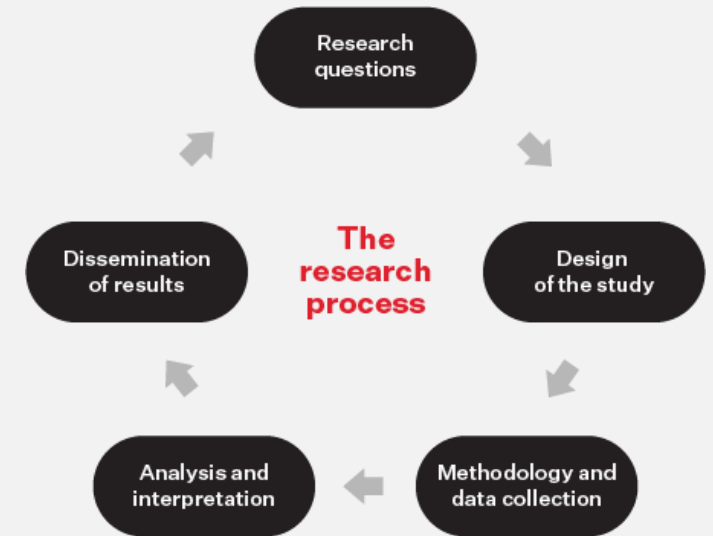 Research
questions
The
research
process
Design
of the study
Methodology and
data collection
Analysis and
interpretation
Dissemination
of results